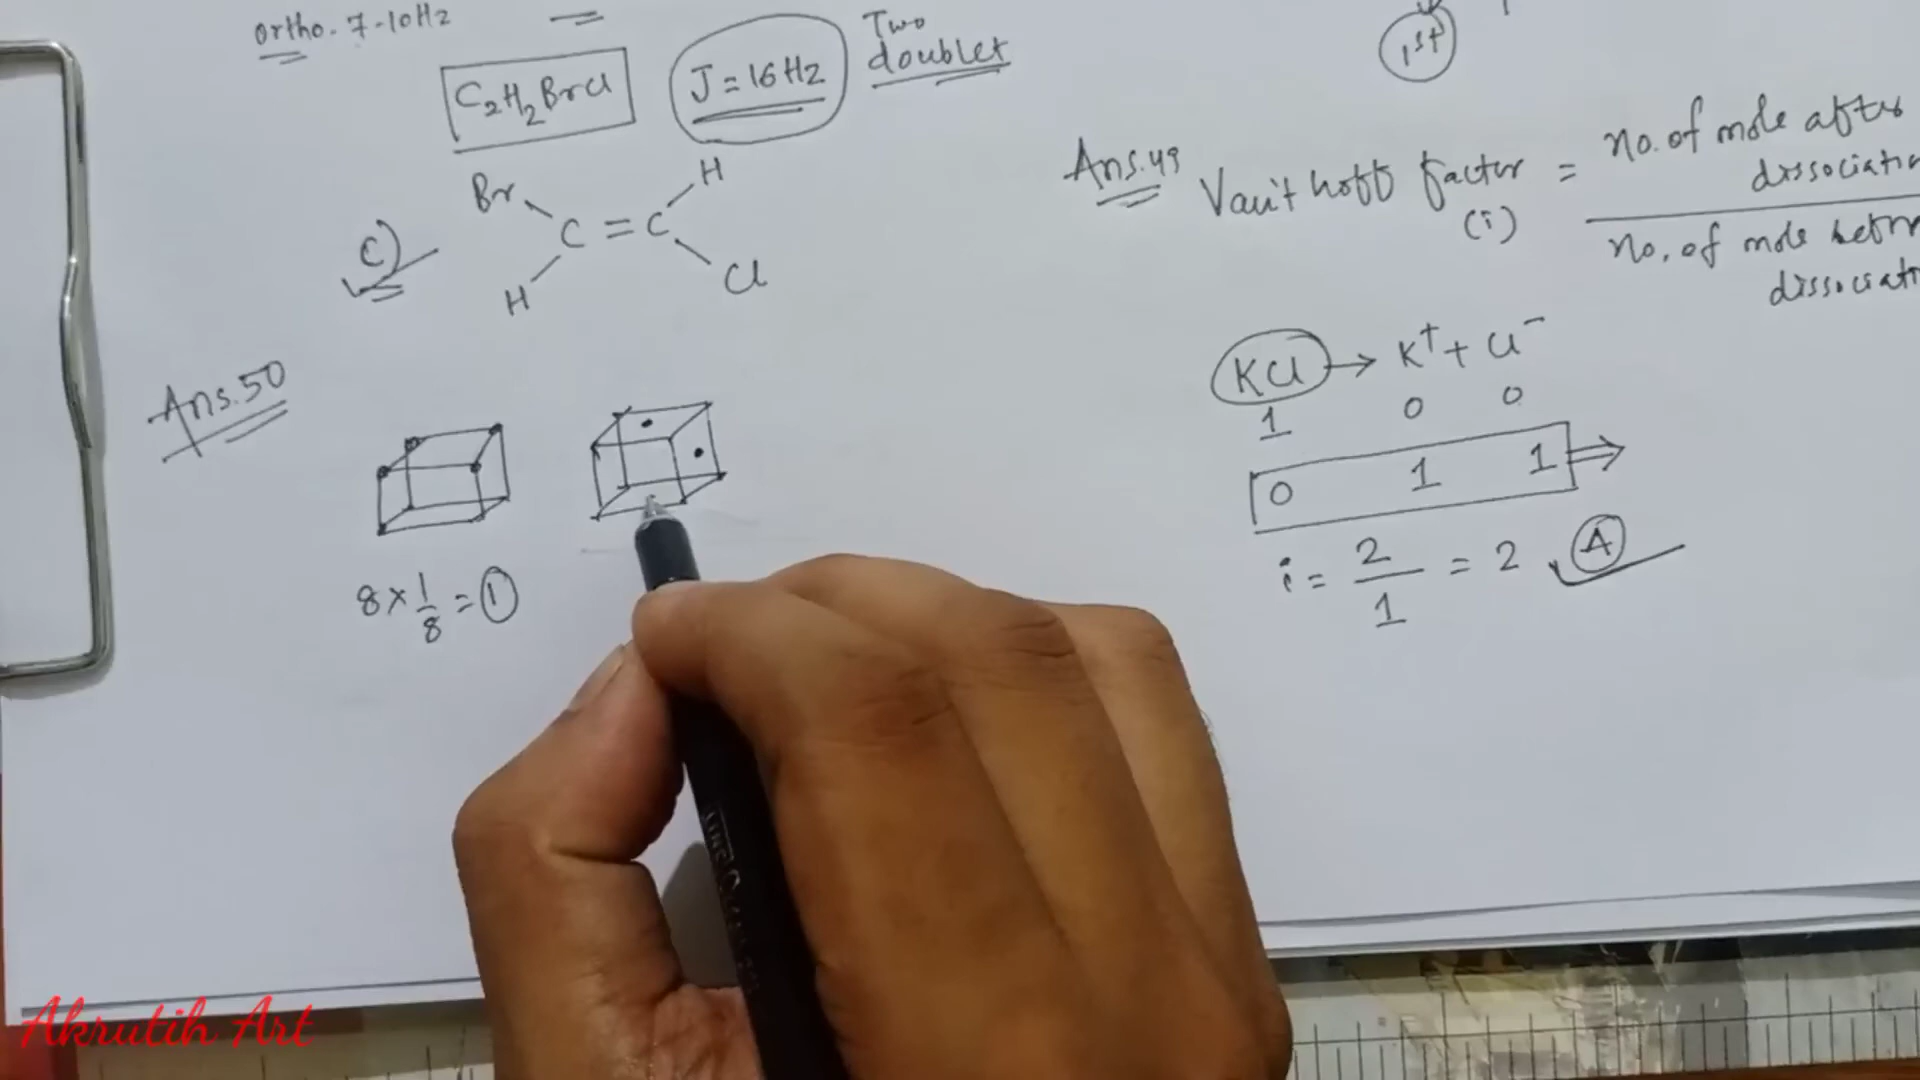 Ortho. 7-10Hz
C₂H₂BrCl
J = 16Hz
Two
doublet
Br
H
C = C
H
Cl
C)
Ans. 50
8 × 1/8 = 1
1st
Ans. 49
Van't hoff factor
(i)
=
no. of mole after
dissociation
no. of mole before
dissociati
KCl → K⁺ + Cl⁻
1 0 0
0 1 1 ⇒
i = 2/1 = 2
A
Akrutih Art